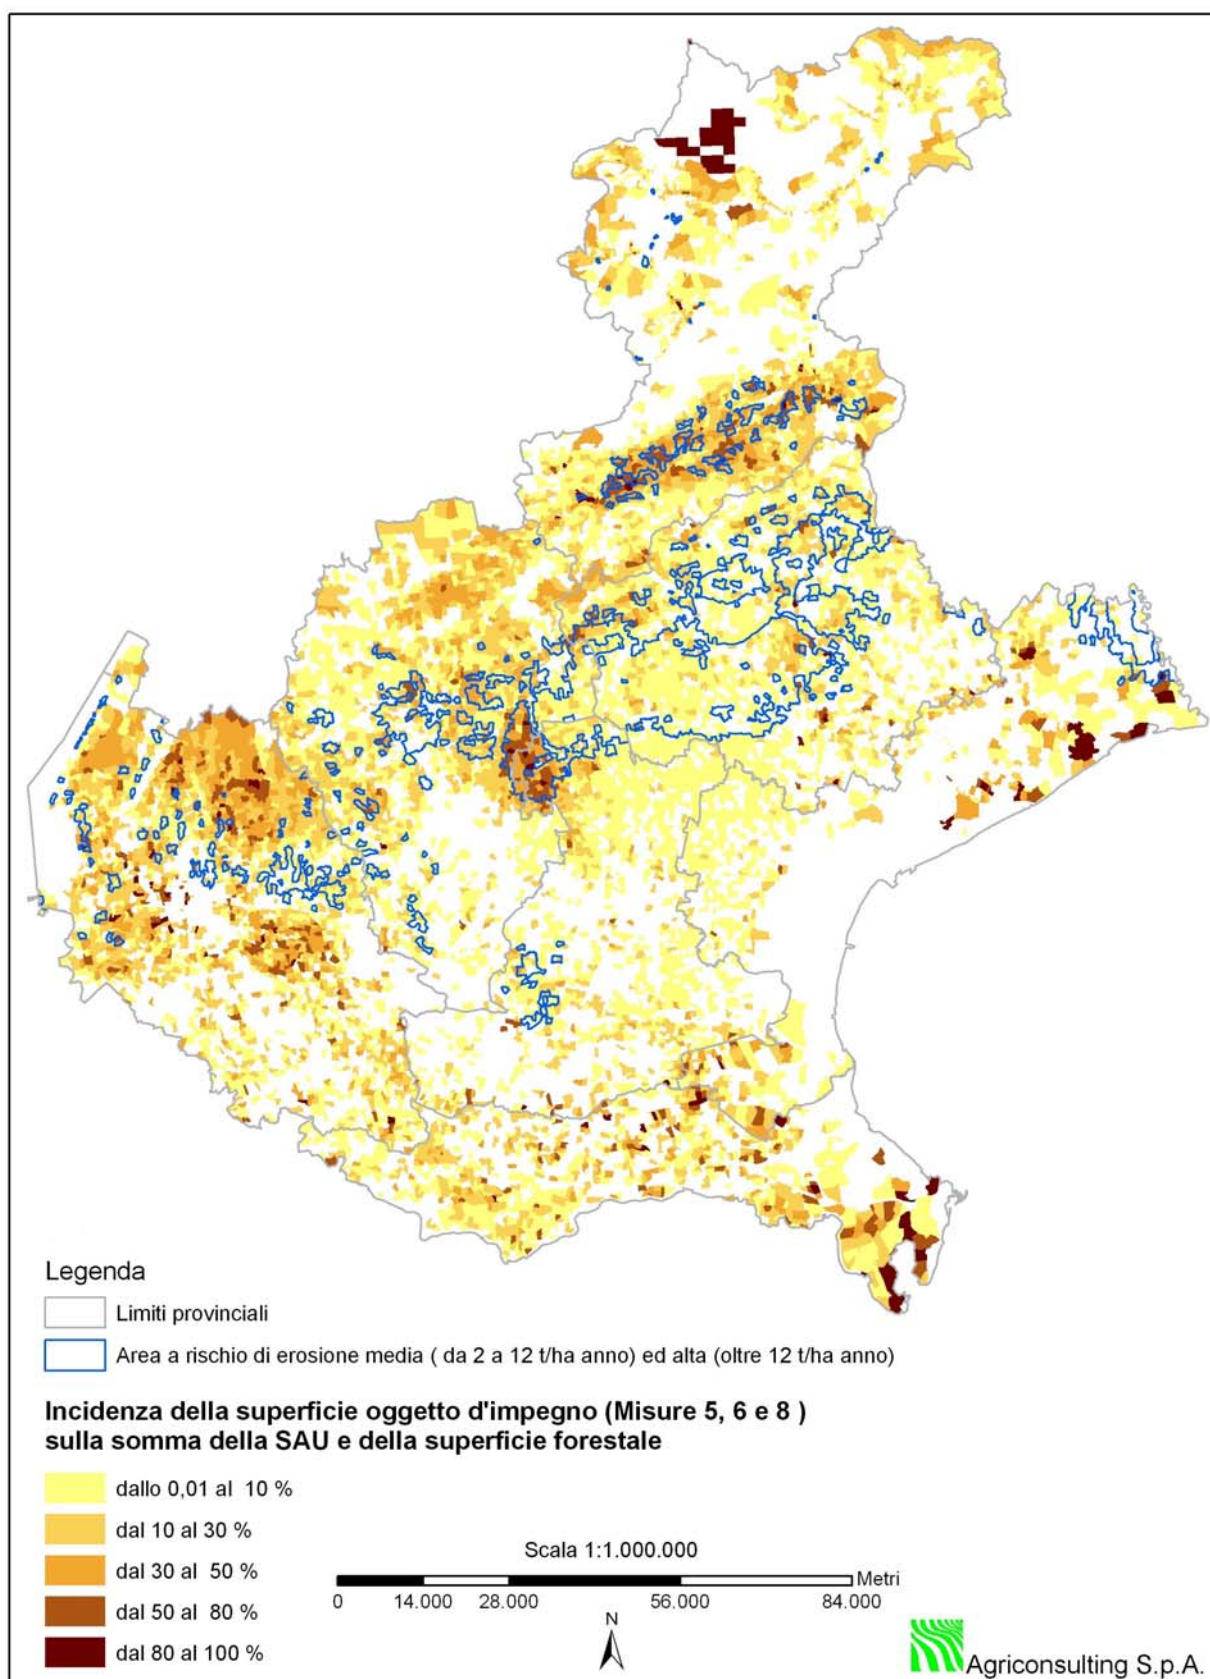 Legenda
Limiti provinciali
Area a rischio di erosione media ( da 2 a 12 t/ha anno) ed alta (oltre 12 t/ha anno)
Incidenza della superficie oggetto d'impegno (Misure 5, 6 e 8 )
sulla somma della SAU e della superficie forestale
dallo 0,01 al 10 %
dal 10 al 30 %
dal 30 al 50 %
dal 50 al 80 %
dal 80 al 100 %
Scala 1:1.000.000
Metri
0 14.000 28.000 56.000 84.000
N
Agriconsulting S.p.A.